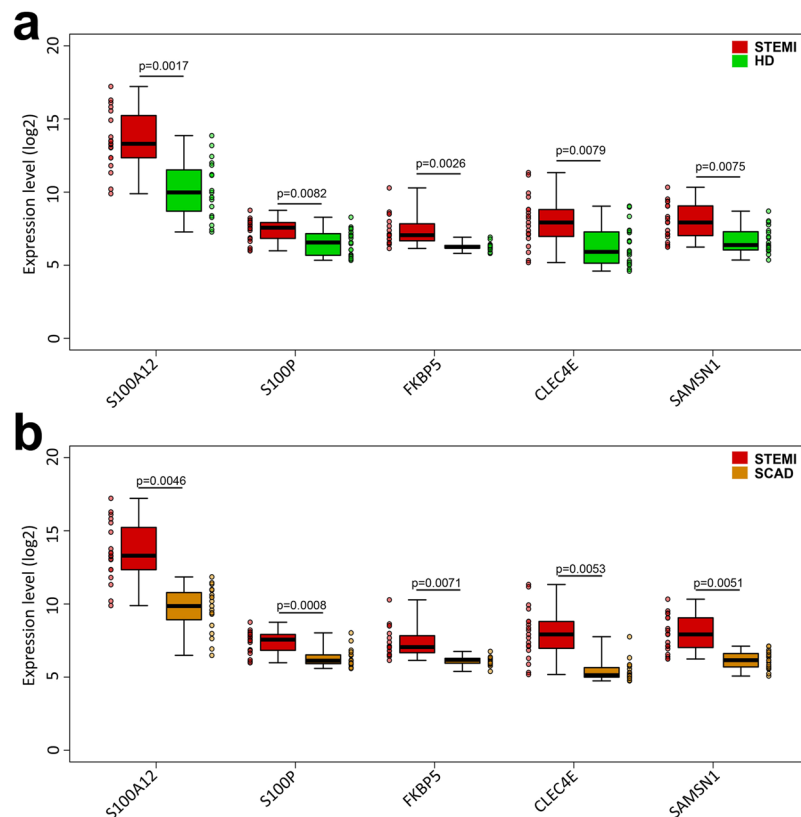 a
STEMI
HD
Expression level (log2)
20
15
10
5
0
p=0.0017
p=0.0082
p=0.0026
p=0.0079
p=0.0075
S100A12
S100P
FKBP5
CLEC4E
SAMSN1
b
STEMI
SCAD
Expression level (log2)
20
15
10
5
0
p=0.0046
p=0.0008
p=0.0071
p=0.0053
p=0.0051
S100A12
S100P
FKBP5
CLEC4E
SAMSN1